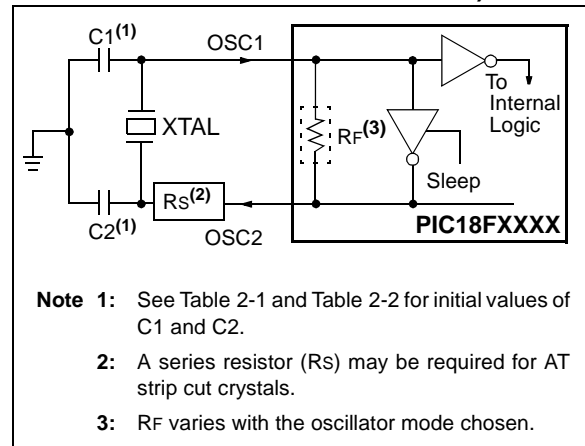 C1(1)
OSC1
To
Internal
Logic
XTAL
RF(3)
Sleep
RS(2)
C2(1)
OSC2
PIC18FXXXX
Note 1: See Table 2-1 and Table 2-2 for initial values of
C1 and C2.
2: A series resistor (RS) may be required for AT
strip cut crystals.
3: RF varies with the oscillator mode chosen.